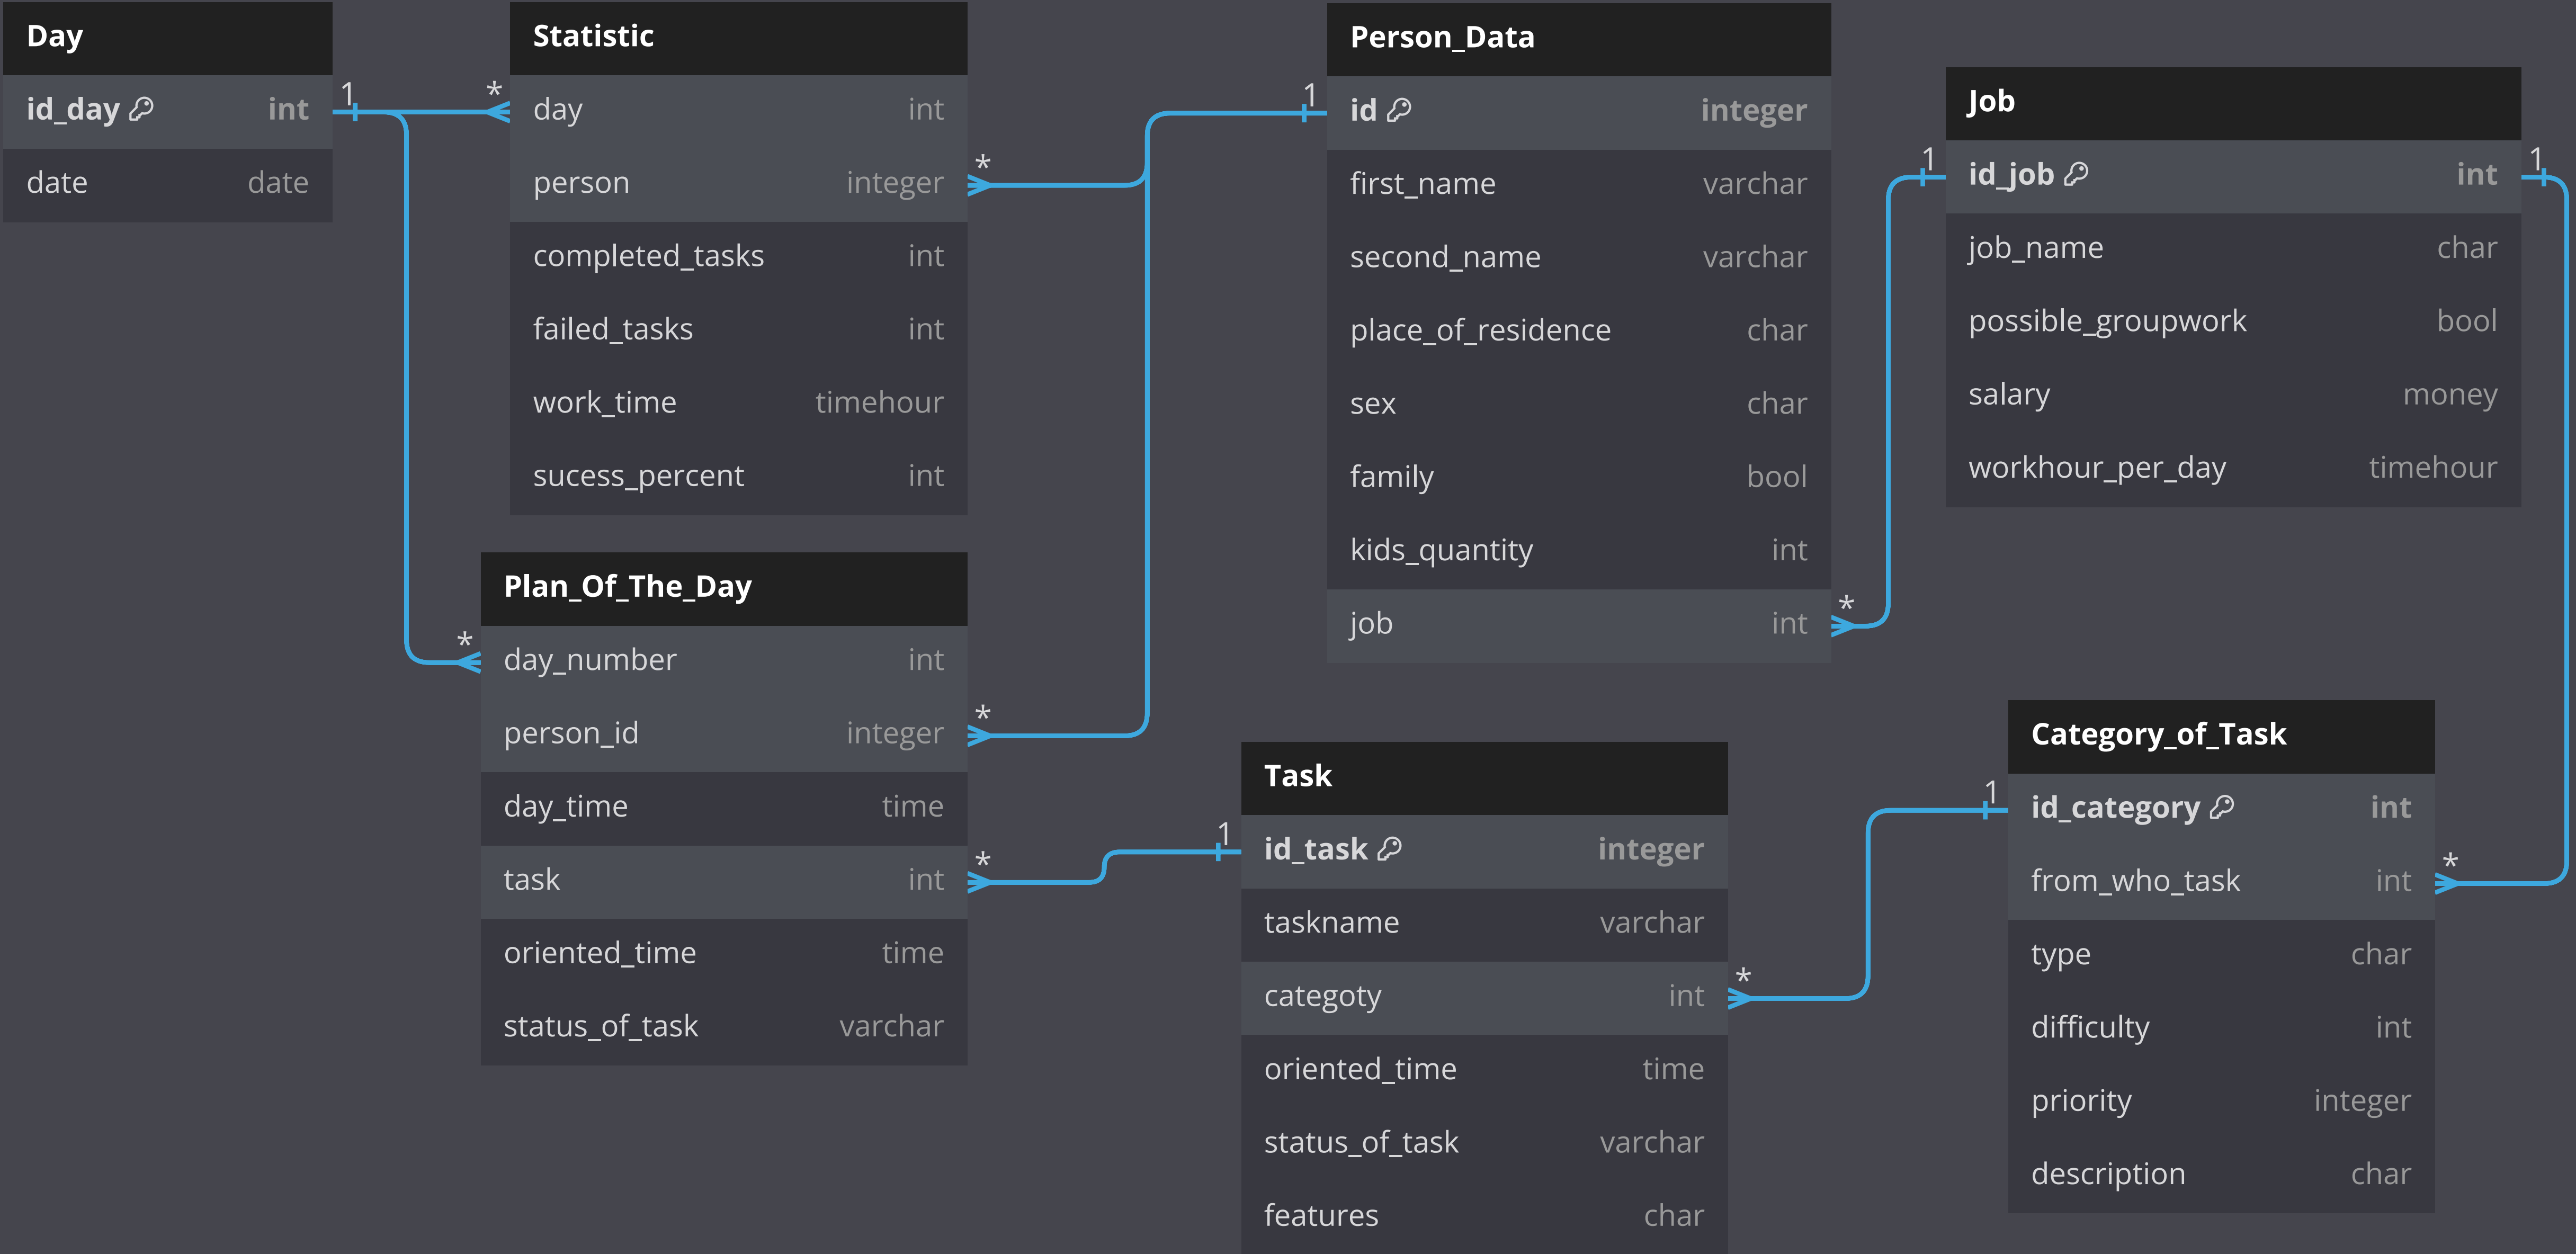 Day
id_day int
date date
1 *
Statistic
day int
person integer
completed_tasks int
failed_tasks int
work_time timehour
sucess_percent int
* 1
Person_Data
id integer
first_name varchar
second_name varchar
place_of_residence char
sex char
family bool
kids_quantity int
job int
* 1
Job
id_job int
job_name char
possible_groupwork bool
salary money
workhour_per_day timehour
1
*
Plan_Of_The_Day
day_number int
person_id integer
day_time time
task int
oriented_time time
status_of_task varchar
*
* 1
Task
id_task integer
taskname varchar
categoty int
oriented_time time
status_of_task varchar
features char
* 1
Category_of_Task
id_category int
from_who_task int
type char
difficulty int
priority integer
description char
*